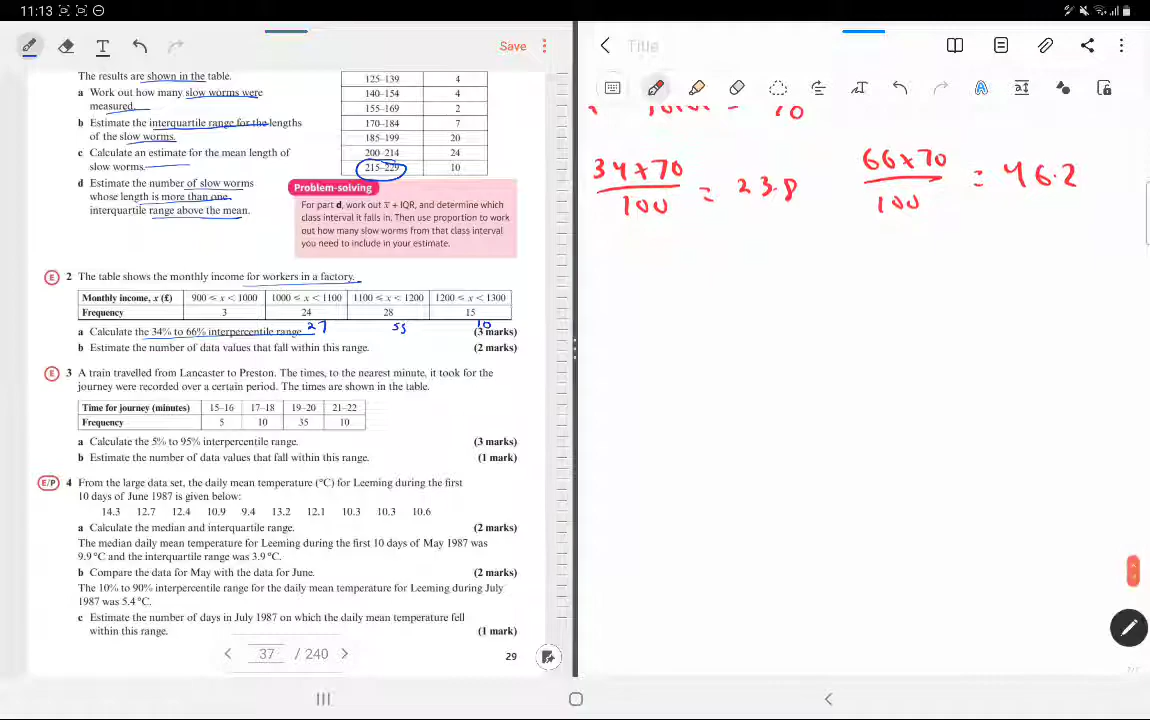 11:13
Save
Title
The results are shown in the table.
a Work out how many slow worms were
measured.
b Estimate the interquartile range for the lengths
of the slow worms.
c Calculate an estimate for the mean length of
slow worms.
d Estimate the number of slow worms
whose length is more than one
interquartile range above the mean.
125–139 4
140–154 4
155–169 2
170–184 7
185–199 20
200–214 24
215–229 10
Problem-solving
For part d, work out x̄ + IQR, and determine which
class interval it falls in. Then use proportion to work
out how many slow worms from that class interval
you need to include in your estimate.
E 2 The table shows the monthly income for workers in a factory.
Monthly income, x (£) 900 ≤ x < 1000 1000 ≤ x < 1100 1100 ≤ x < 1200 1200 ≤ x < 1300
Frequency 3 24 28 15
27 55
a Calculate the 34% to 66% interpercentile range. (3 marks)
b Estimate the number of data values that fall within this range. (2 marks)
E 3 A train travelled from Lancaster to Preston. The times, to the nearest minute, it took for the
journey were recorded over a certain period. The times are shown in the table.
Time for journey (minutes) 15–16 17–18 19–20 21–22
Frequency 5 10 35 10
a Calculate the 5% to 95% interpercentile range. (3 marks)
b Estimate the number of data values that fall within this range. (1 mark)
E/P 4 From the large data set, the daily mean temperature (°C) for Leeming during the first
10 days of June 1987 is given below:
14.3 12.7 12.4 10.9 9.4 13.2 12.1 10.3 10.3 10.6
a Calculate the median and interquartile range. (2 marks)
The median daily mean temperature for Leeming during the first 10 days of May 1987 was
9.9 °C and the interquartile range was 3.9 °C.
b Compare the data for May with the data for June. (2 marks)
The 10% to 90% interpercentile range for the daily mean temperature for Leeming during July
1987 was 5.4 °C.
c Estimate the number of days in July 1987 on which the daily mean temperature fell
within this range. (1 mark)
37 / 240
29
34 x 70
100
= 23.8
66 x 70
100
= 46.2